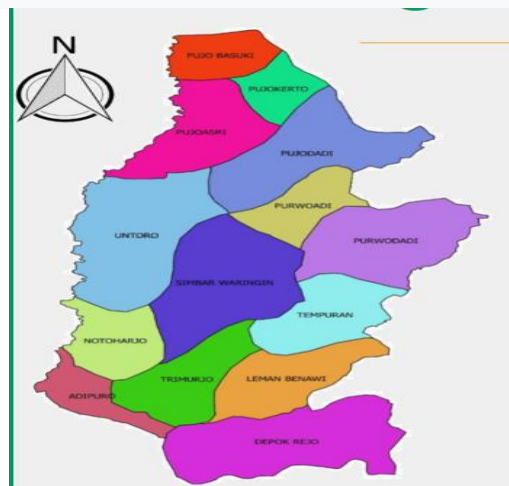 N
PUJO BASUKI
PUJOKERTO
PUJOASRI
PUJODADI
PURWOADI
UNTORO
PURWODADI
SIMBAR WARINGIN
TEMPURAN
NOTOHARJO
TRIMURJO
LEMAN BENAWI
ADIPURO
DEPOK REJO